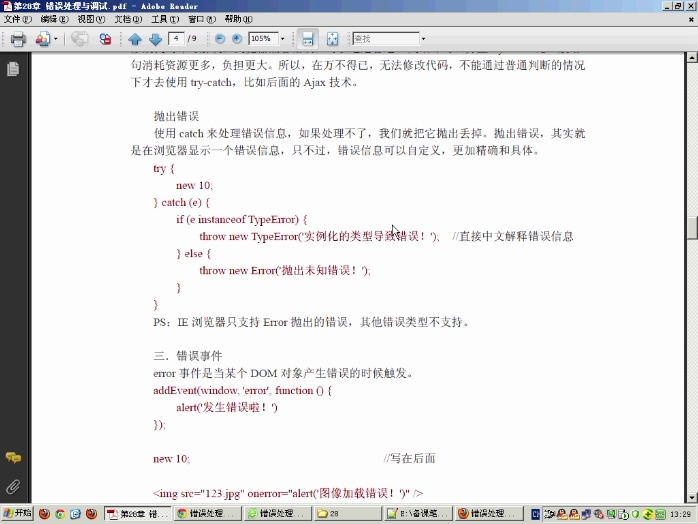 第28章 错误处理与调试.pdf - Adobe Reader
文件(F) 编辑(E) 视图(V) 文档(D) 工具(T) 窗口(W) 帮助(H)
4 / 9 105% 查找
句消耗资源更多，负担更大。所以，在万不得已，无法修改代码，不能通过普通判断的情况
下才去使用 try-catch，比如后面的 Ajax 技术。
抛出错误
使用 catch 来处理错误信息，如果处理不了，我们就把它抛出丢掉。抛出错误，其实就
是在浏览器显示一个错误信息，只不过，错误信息可以自定义，更加精确和具体。
try {
new 10;
} catch (e) {
if (e instanceof TypeError) {
throw new TypeError('实例化的类型导致错误！'); //直接中文解释错误信息
} else {
throw new Error('抛出未知错误！');
}
}
PS：IE 浏览器只支持 Error 抛出的错误，其他错误类型不支持。
三．错误事件
error 事件是当某个 DOM 对象产生错误的时候触发。
addEvent(window, 'error', function () {
alert('发生错误啦！')
});
new 10; //写在后面
<img src="123.jpg" onerror="alert('图像加载错误！')" />
开始 第28章 错... 错误处理... 错误处理... 28 E:\备课笔... 错误处理... 13:29